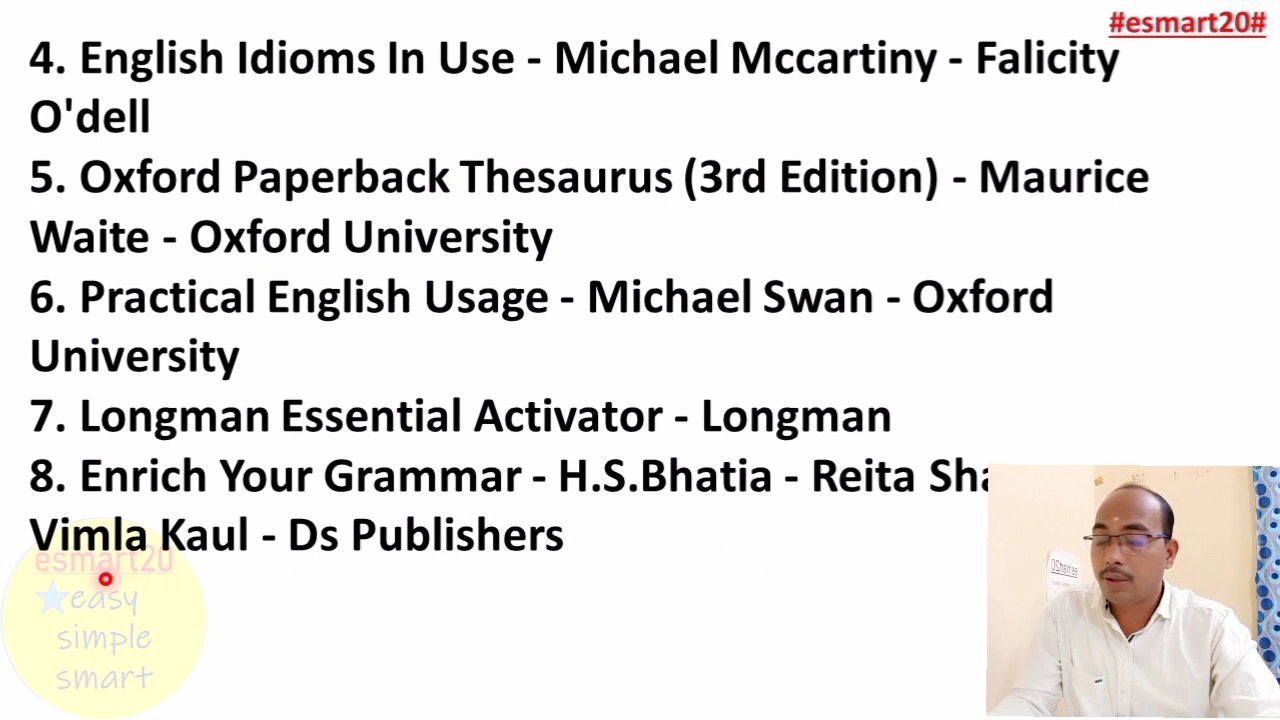 #esmart20#
4. English Idioms In Use - Michael Mccartiny - Falicity
O'dell
5. Oxford Paperback Thesaurus (3rd Edition) - Maurice
Waite - Oxford University
6. Practical English Usage - Michael Swan - Oxford
University
7. Longman Essential Activator - Longman
8. Enrich Your Grammar - H.S.Bhatia - Reita
Vimla Kaul - Ds Publishers
esmart20
easy
simple
smart